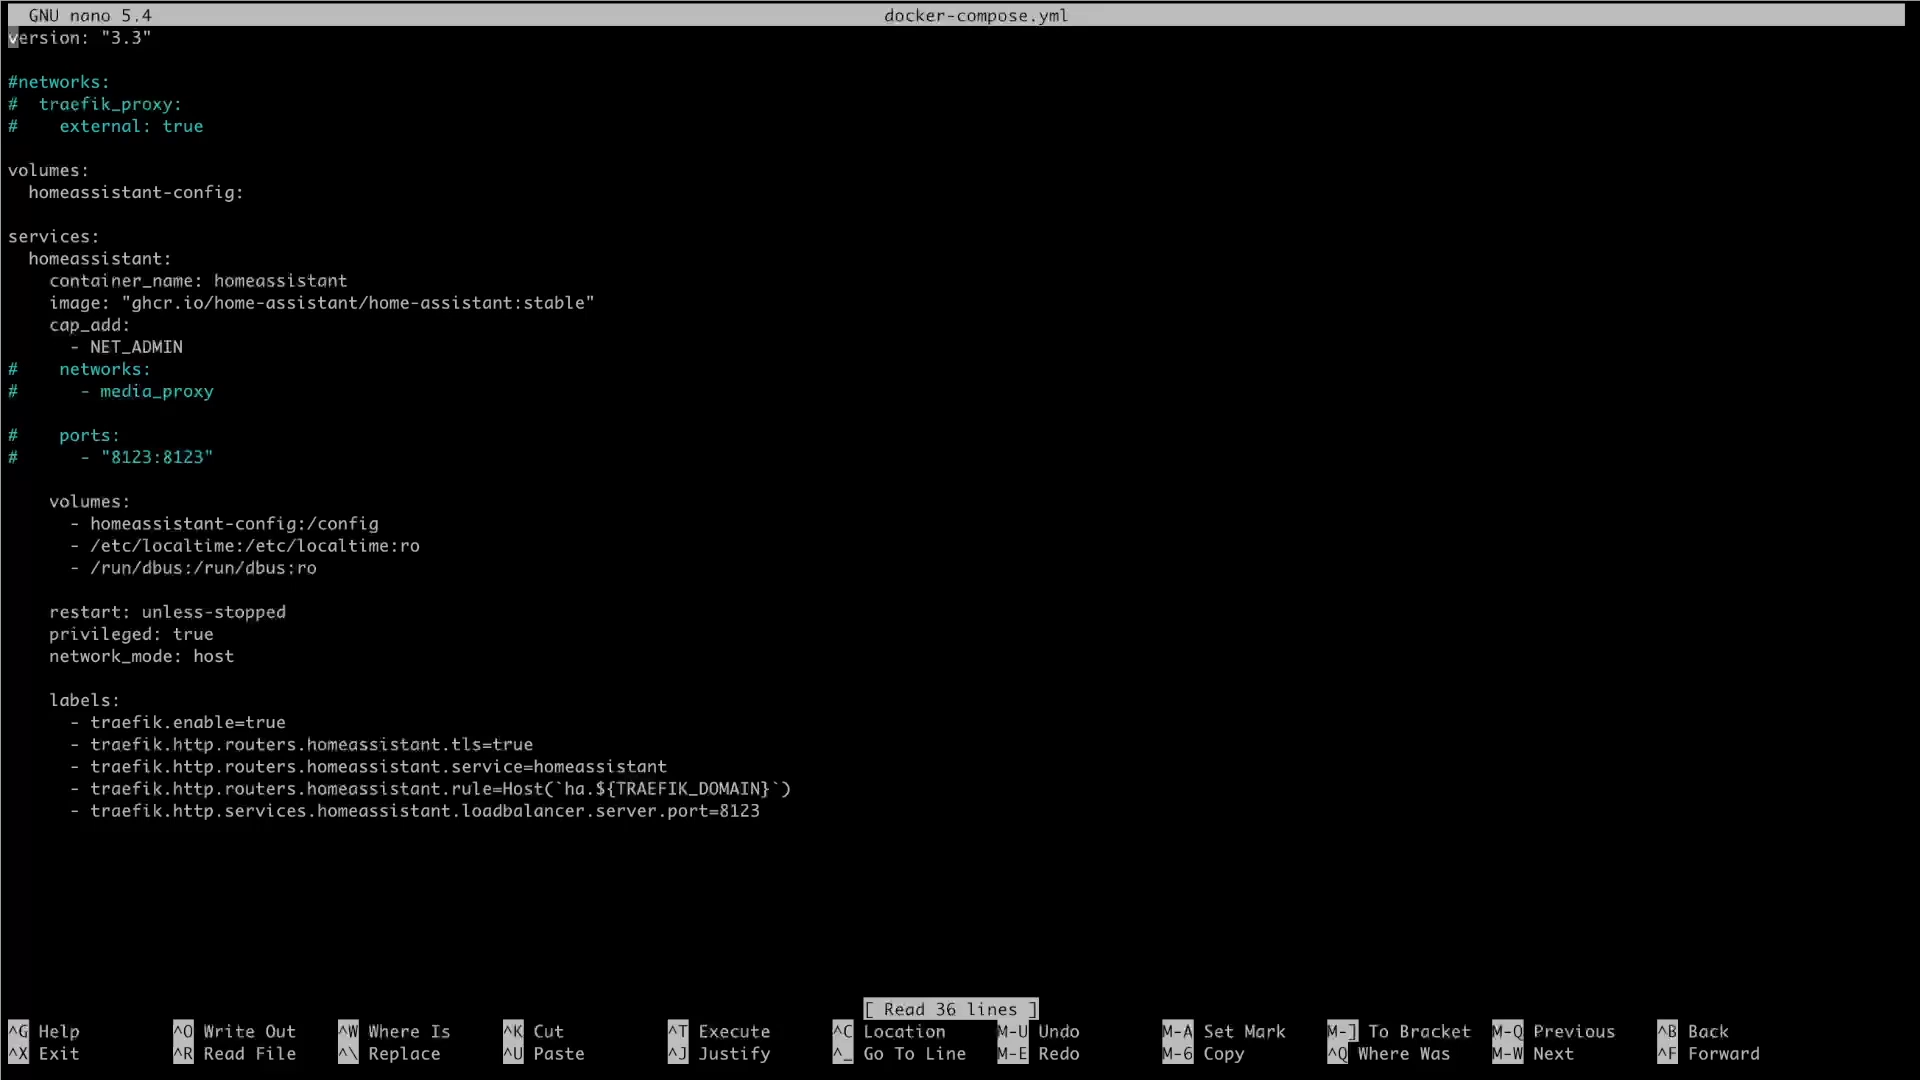 GNU nano 5.4 docker-compose.yml
version: "3.3"

#networks:
#  traefik_proxy:
#    external: true

volumes:
  homeassistant-config:

services:
  homeassistant:
    container_name: homeassistant
    image: "ghcr.io/home-assistant/home-assistant:stable"
    cap_add:
      - NET_ADMIN
#    networks:
#      - media_proxy

#    ports:
#      - "8123:8123"

    volumes:
      - homeassistant-config:/config
      - /etc/localtime:/etc/localtime:ro
      - /run/dbus:/run/dbus:ro

    restart: unless-stopped
    privileged: true
    network_mode: host

    labels:
      - traefik.enable=true
      - traefik.http.routers.homeassistant.tls=true
      - traefik.http.routers.homeassistant.service=homeassistant
      - traefik.http.routers.homeassistant.rule=Host(`ha.${TRAEFIK_DOMAIN}`)
      - traefik.http.services.homeassistant.loadbalancer.server.port=8123

[ Read 36 lines ]
^G Help ^O Write Out ^W Where Is ^K Cut ^T Execute ^C Location M-U Undo M-A Set Mark M-] To Bracket M-Q Previous ^B Back
^X Exit ^R Read File ^\ Replace ^U Paste ^J Justify ^_ Go To Line M-E Redo M-6 Copy ^Q Where Was M-W Next ^F Forward